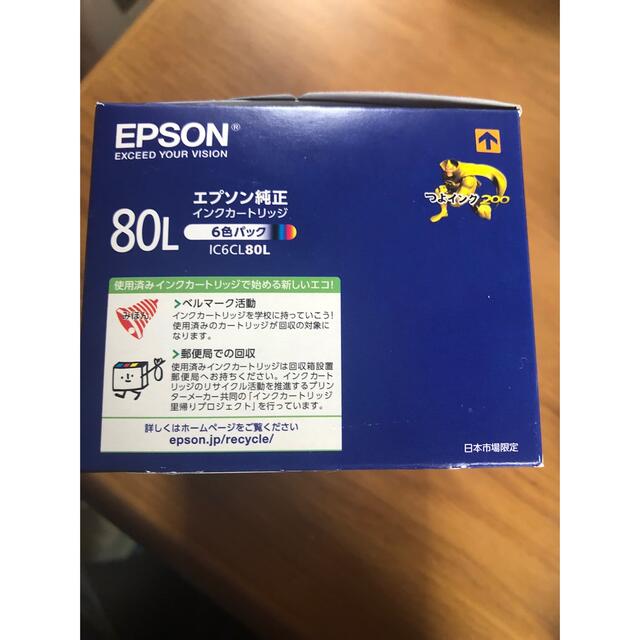 EPSON®
EXCEED YOUR VISION
つよインク200
80L
エプソン純正
インクカートリッジ
6色パック
IC6CL80L
使用済みインクカートリッジで始める新しいエコ!
みほん
ベルマーク活動
インクカートリッジを学校に持っていこう!
使用済みのカートリッジが回収の対象に
なります。
郵便局での回収
使用済みインクカートリッジは回収箱設置
郵便局へお持ちください。インクカート
リッジのリサイクル活動を推進するプリン
ターメーカー共同の「インクカートリッジ
里帰りプロジェクト」を行っています。
詳しくはホームページをご覧ください
epson.jp/recycle/
日本市場限定